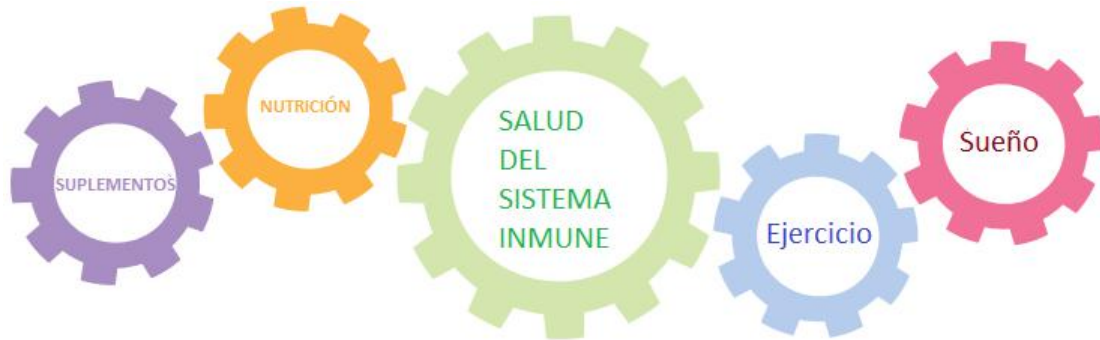 SUPLEMENTOS
NUTRICIÓN
SALUD
DEL
SISTEMA
INMUNE
Ejercicio
Sueño